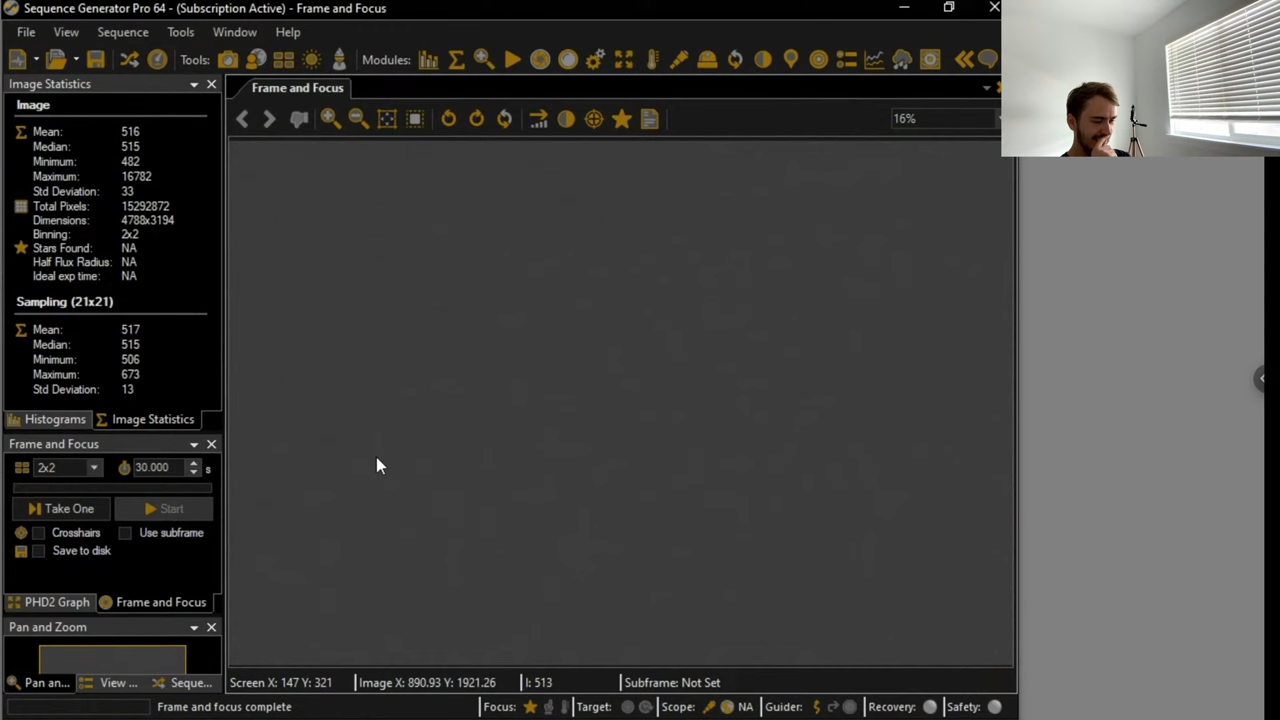 Sequence Generator Pro 64 - (Subscription Active) - Frame and Focus
File View Sequence Tools Window Help
Tools: Modules:
Image Statistics
Image
Mean: 516
Median: 515
Minimum: 482
Maximum: 16782
Std Deviation: 33
Total Pixels: 15292872
Dimensions: 4788x3194
Binning: 2x2
Stars Found: NA
Half Flux Radius: NA
Ideal exp time: NA
Sampling (21x21)
Mean: 517
Median: 515
Minimum: 506
Maximum: 673
Std Deviation: 13
Histograms Image Statistics
Frame and Focus
2x2 30.000 s
Take One Start
Crosshairs Use subframe
Save to disk
PHD2 Graph Frame and Focus
Pan and Zoom
Pan an... View ... Seque...
Frame and Focus
16%
Screen X: 147 Y: 321 Image X: 890.93 Y: 1921.26 I: 513 Subframe: Not Set
Frame and focus complete Focus: Target: Scope: NA Guider: Recovery: Safety: